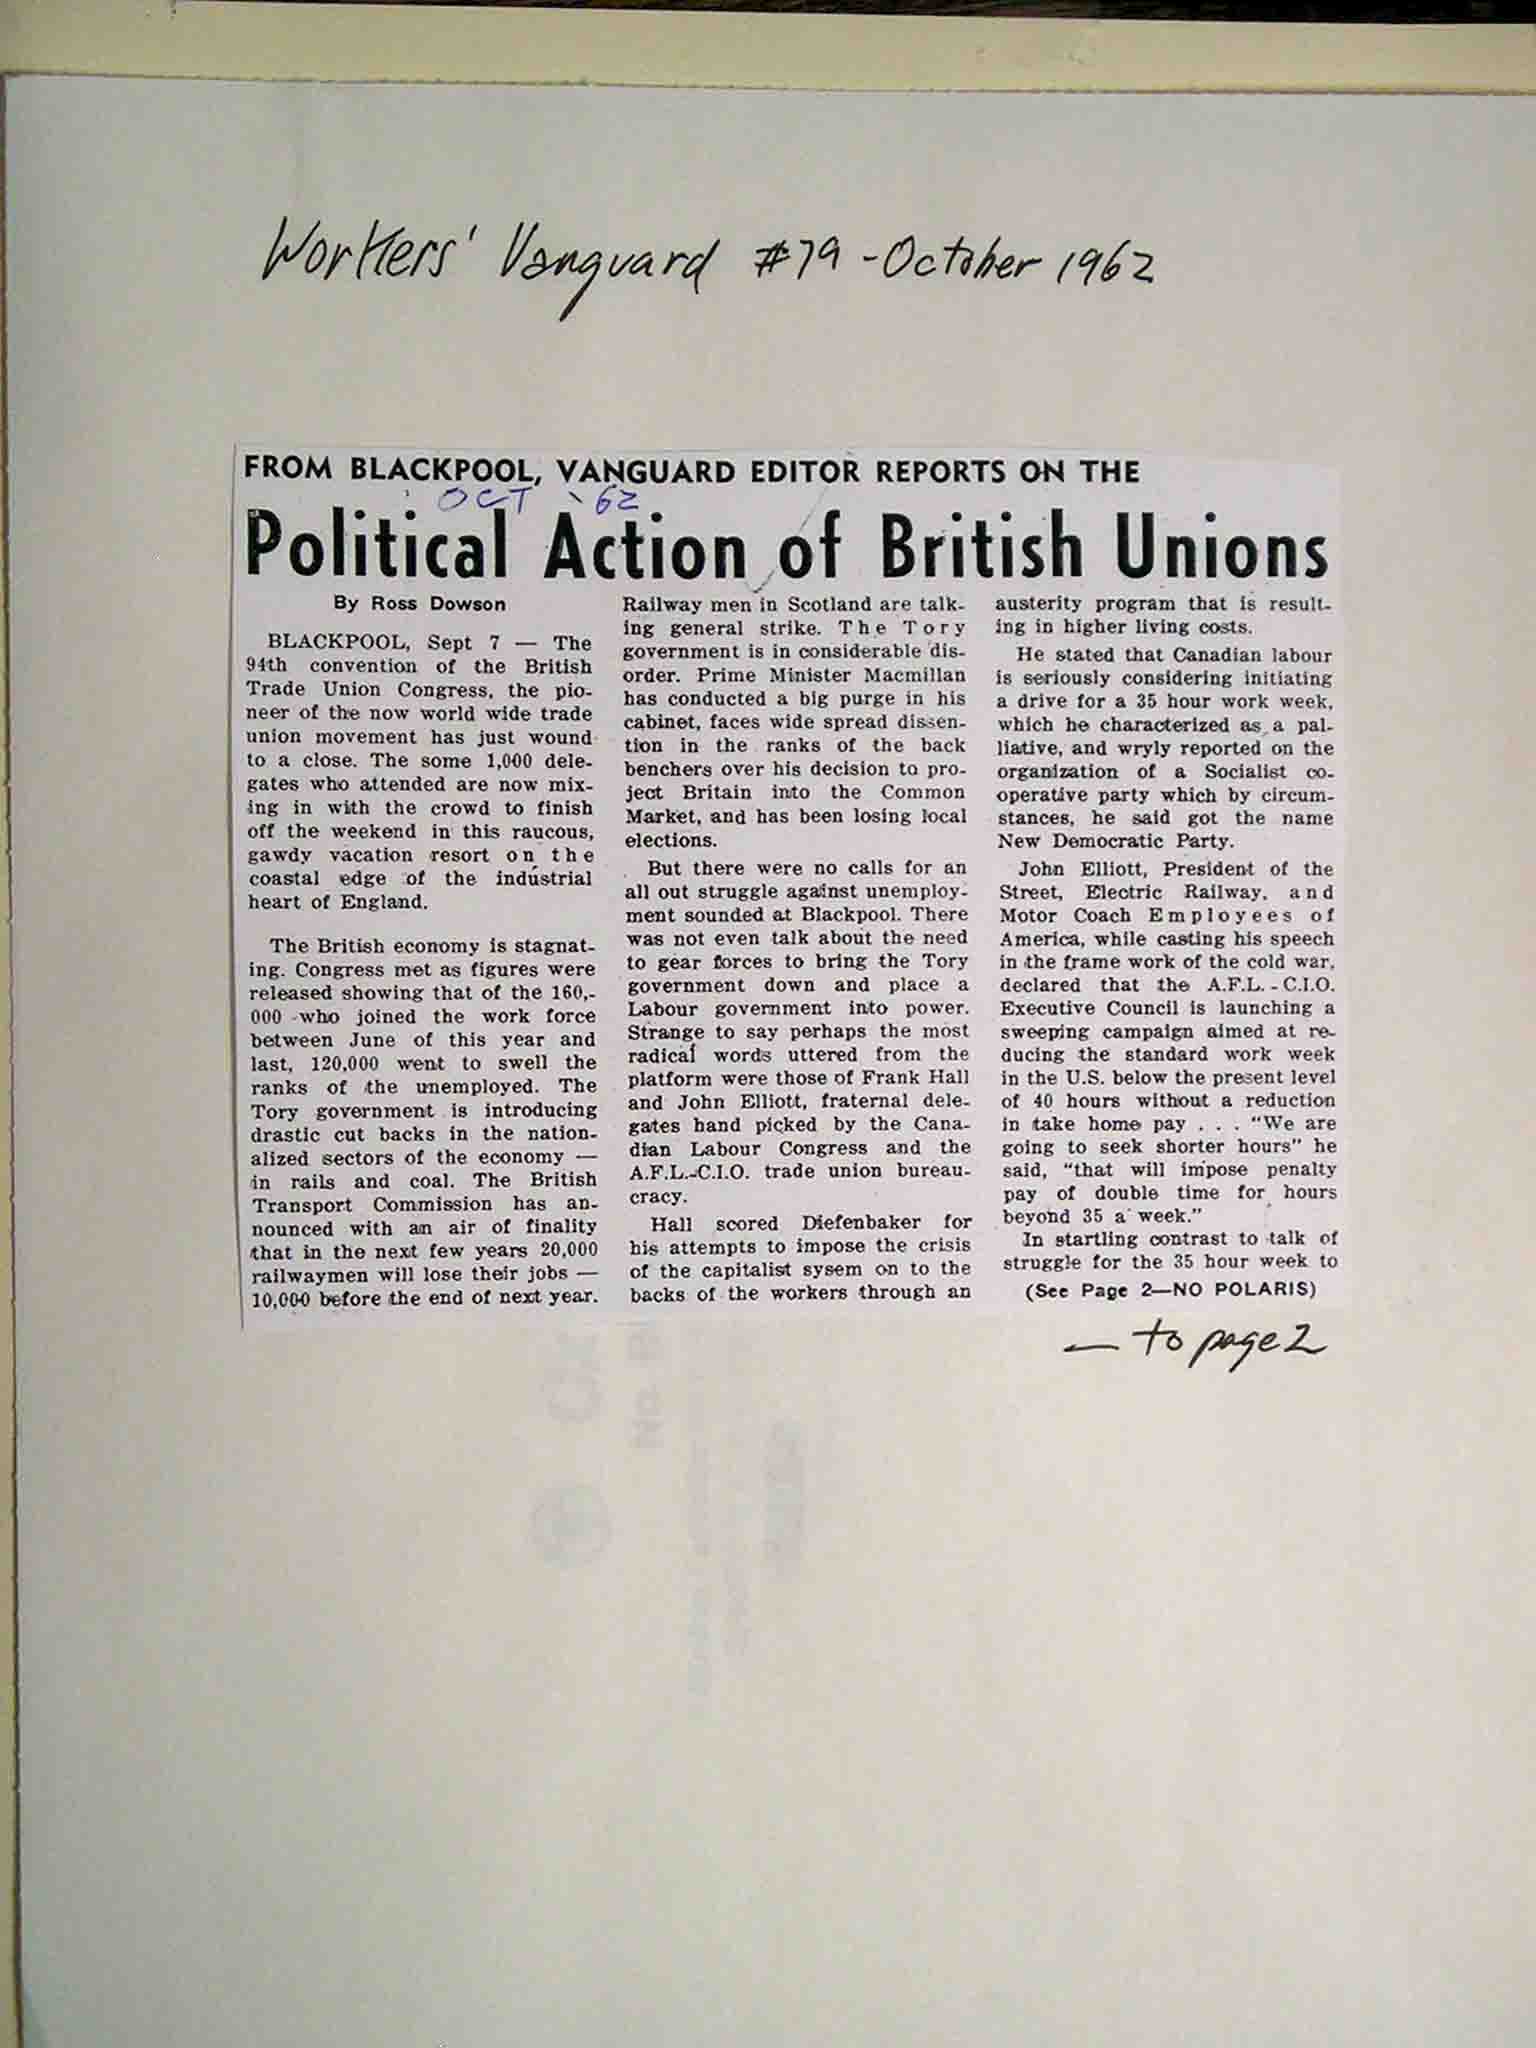 Workers' Vanguard #79 - October 1962
FROM BLACKPOOL, VANGUARD EDITOR REPORTS ON THE
OCT '62
Political Action of British Unions
By Ross Dowson
BLACKPOOL, Sept 7 — The
94th convention of the British
Trade Union Congress, the pio-
neer of the now world wide trade
union movement has just wound
to a close. The some 1,000 dele-
gates who attended are now mix-
ing in with the crowd to finish
off the weekend in this raucous,
gawdy vacation resort on the
coastal edge of the industrial
heart of England.
The British economy is stagnat-
ing. Congress met as figures were
released showing that of the 160,-
000 who joined the work force
between June of this year and
last, 120,000 went to swell the
ranks of the unemployed. The
Tory government is introducing
drastic cut backs in the nation-
alized sectors of the economy —
in rails and coal. The British
Transport Commission has an-
nounced with an air of finality
that in the next few years 20,000
railwaymen will lose their jobs —
10,000 before the end of next year.
Railway men in Scotland are talk-
ing general strike. The Tory
government is in considerable dis-
order. Prime Minister Macmillan
has conducted a big purge in his
cabinet, faces wide spread dissen-
tion in the ranks of the back
benchers over his decision to pro-
ject Britain into the Common
Market, and has been losing local
elections.
But there were no calls for an
all out struggle against unemploy-
ment sounded at Blackpool. There
was not even talk about the need
to gear forces to bring the Tory
government down and place a
Labour government into power.
Strange to say perhaps the most
radical words uttered from the
platform were those of Frank Hall
and John Elliott, fraternal dele-
gates hand picked by the Cana-
dian Labour Congress and the
A.F.L.-C.I.O. trade union bureau-
cracy.
Hall scored Diefenbaker for
his attempts to impose the crisis
of the capitalist sysem on to the
backs of the workers through an
austerity program that is result-
ing in higher living costs.
He stated that Canadian labour
is seriously considering initiating
a drive for a 35 hour work week,
which he characterized as a pal-
liative, and wryly reported on the
organization of a Socialist co-
operative party which by circum-
stances, he said got the name
New Democratic Party.
John Elliott, President of the
Street, Electric Railway, and
Motor Coach Employees of
America, while casting his speech
in the frame work of the cold war,
declared that the A.F.L. - C.I.O.
Executive Council is launching a
sweeping campaign aimed at re-
ducing the standard work week
in the U.S. below the present level
of 40 hours without a reduction
in take home pay . . . "We are
going to seek shorter hours" he
said, "that will impose penalty
pay of double time for hours
beyond 35 a week."
In startling contrast to talk of
struggle for the 35 hour week to
(See Page 2—NO POLARIS)
— to page 2